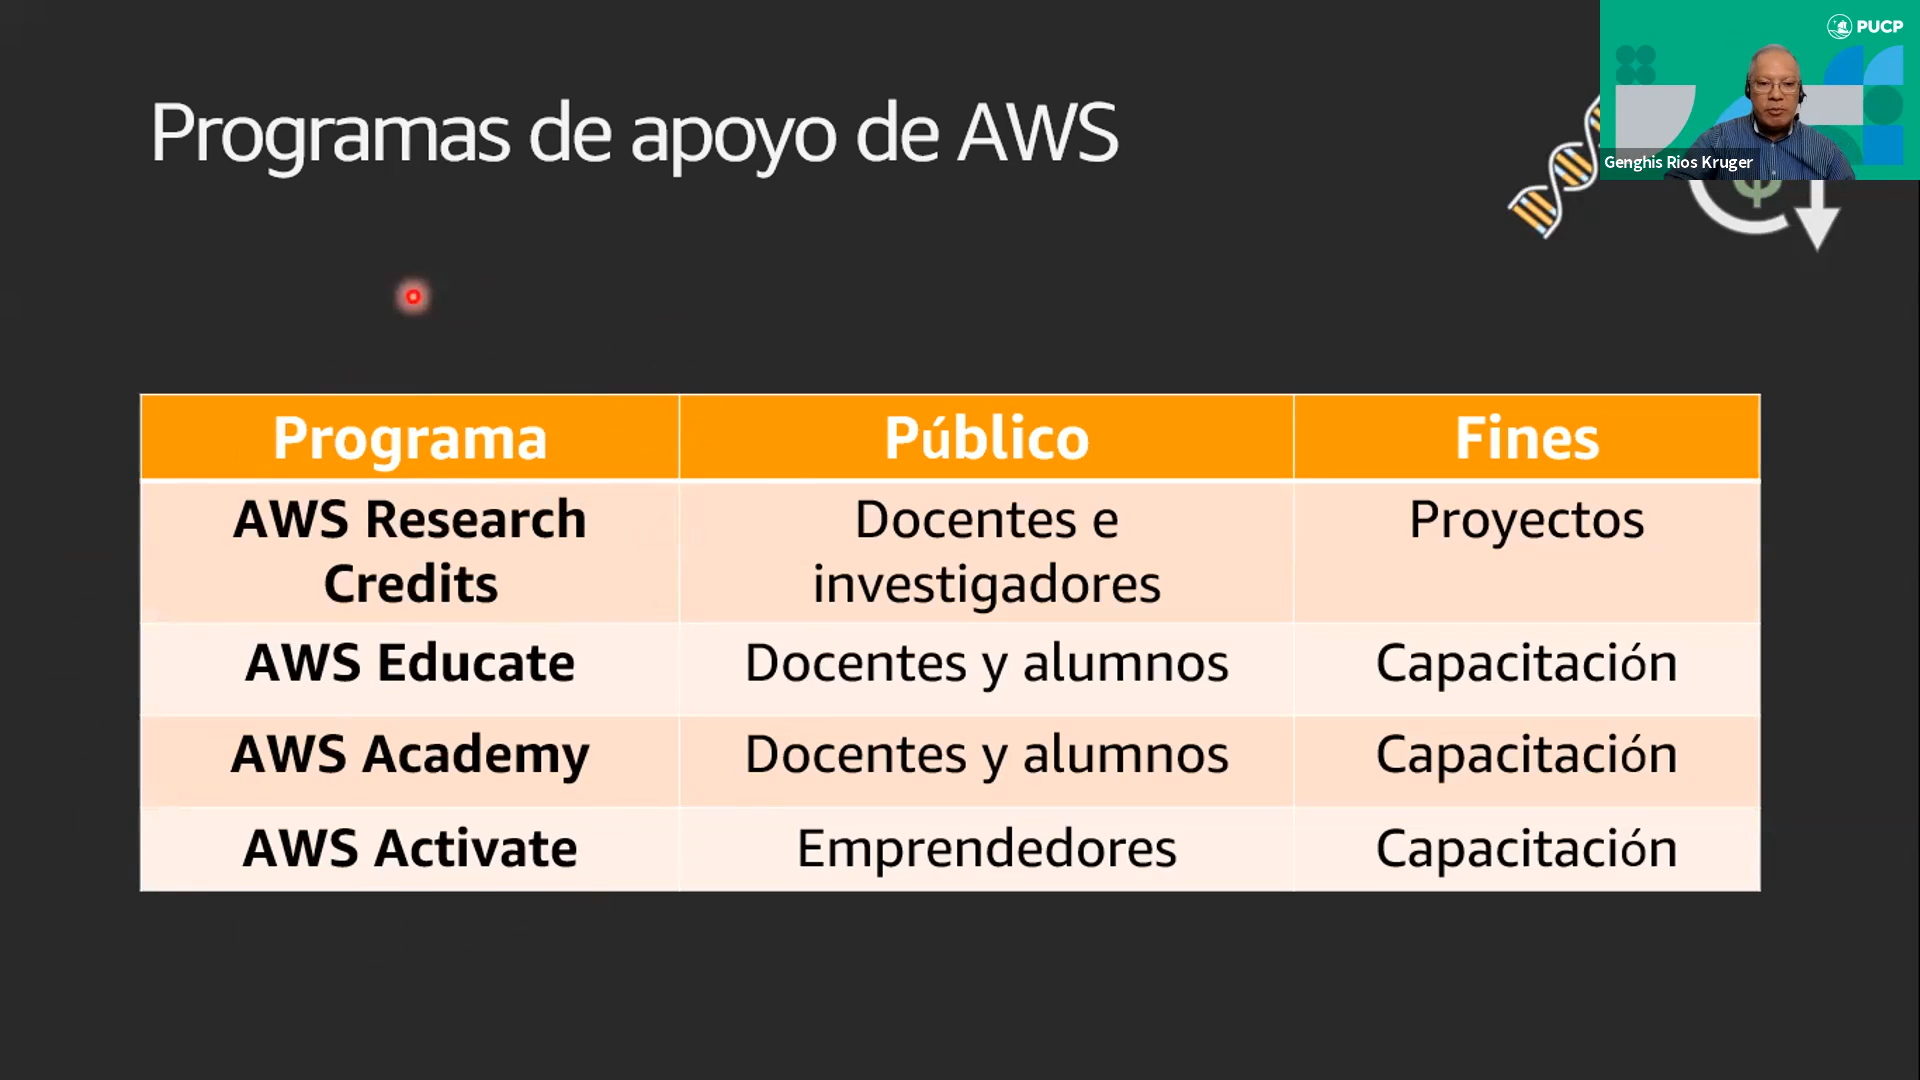 PUCP
Genghis Rios Kruger
Programas de apoyo de AWS
Programa Público Fines
AWS Research Docentes e Proyectos
Credits investigadores
AWS Educate Docentes y alumnos Capacitación
AWS Academy Docentes y alumnos Capacitación
AWS Activate Emprendedores Capacitación